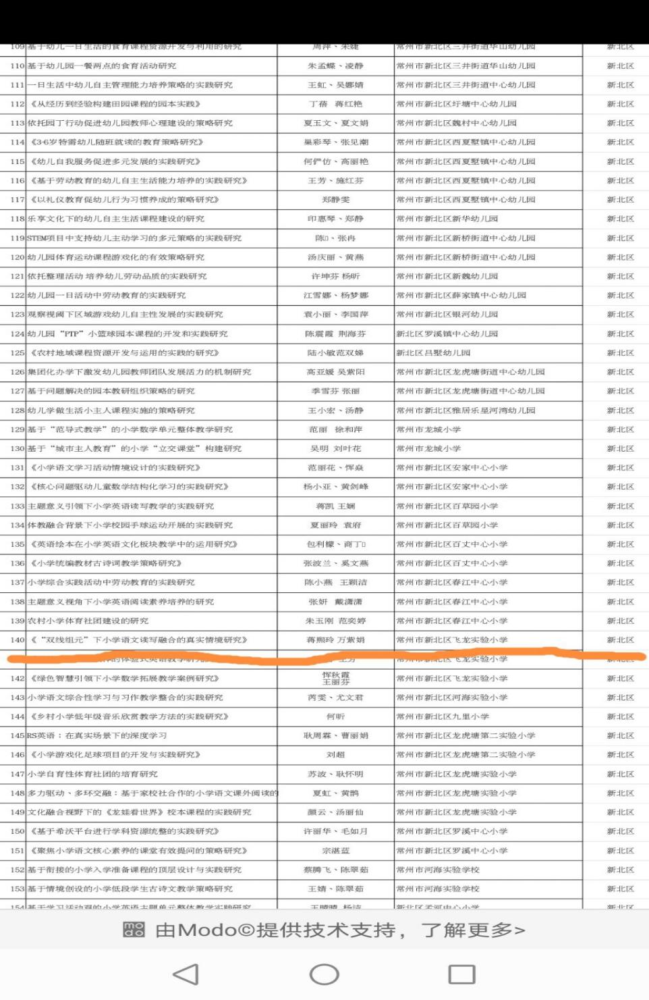 109 基于幼儿一日生活的食育课程资源开发与利用的研究 周萍、朱婕 常州市新北区三井街道华山幼儿园 新北区
110 基于幼儿园一餐两点的食育活动研究 朱孟蝶、凌静 常州市新北区三井街道华山幼儿园 新北区
111 一日生活中幼儿自主管理能力培养策略的实践研究 王虹、吴娜婧 常州市新北区三井街道中心幼儿园 新北区
112 《从经历到经验构建田园课程的园本实践》 丁蓓 蒋红艳 常州市新北区圩塘中心幼儿园 新北区
113 依托园丁行动促进幼儿园教师心理建设的策略研究 夏玉文、夏文娟 常州市新北区魏村中心幼儿园 新北区
114 《3-6岁特需幼儿随班就读的教育策略研究》 巢彩琴、张见潮 常州市新北区西夏墅镇中心幼儿园 新北区
115 《幼儿自我服务促进多元发展的实践研究》 何俨仿、高丽艳 常州市新北区西夏墅镇中心幼儿园 新北区
116 《基于劳动教育的幼儿自主生活能力培养的实践研究》 王芳、施红芬 常州市新北区西夏墅镇中心幼儿园 新北区
117 《以礼仪教育促幼儿行为习惯养成的策略研究》 郑静雯 常州市新北区西夏墅镇中心幼儿园 新北区
118 乐享文化下的幼儿自主生活课程建设的研究 印惠琴、郑静 常州市新北区新华幼儿园 新北区
119 STEM项目中支持幼儿主动学习的多元策略的实践研究 陈▯、张冉 常州市新北区新桥街道中心幼儿园 新北区
120 幼儿园体育运动课程游戏化的有效策略研究 汤庆丽、黄燕 常州市新北区新桥街道中心幼儿园 新北区
121 依托整理活动 培养幼儿劳动品质的实践研究 许坤芬 杨昕 常州市新北区新魏幼儿园 新北区
122 幼儿园一日活动中劳动教育的实践研究 江雪娜、杨梦娜 常州市新北区薛家镇中心幼儿园 新北区
123 观察视阈下区域游戏幼儿自主性发展的实践研究 袁小丽、李国萍 常州市新北区银河幼儿园 新北区
124 幼儿园“PTP”小篮球园本课程的开发和实践研究 陈震霞 荆海芬 新北区罗溪镇中心幼儿园 新北区
125 《农村地域课程资源开发与运用的实践的研究》 陆小敏范双娣 新北区吕墅幼儿园 新北区
126 集团化办学下激发幼儿园教师团队发展活力的机制研究 高亚媛 吴紫阳 常州市新北区龙虎塘街道中心幼儿园 新北区
127 基于问题解决的园本教研组织策略的研究 季雪芬 张丽 常州市新北区龙虎塘街道中心幼儿园 新北区
128 幼儿学做生活小主人课程实施的策略研究 王小宏、汤静 常州市新北区雅居乐星河湾幼儿园 新北区
129 基于“范导式教学”的小学数学单元整体教学研究 范丽 徐和萍 常州市龙城小学 新北区
130 基于“城市主人教育”的小学“立交课堂”构建研究 吴明 刘叶花 常州市龙城小学 新北区
131 《小学语文学习活动情境设计的实践研究》 范丽花、恽焱 常州市新北区安家中心小学 新北区
132 《核心问题驱动儿童数学结构化学习的实践研究》 杨小亚、黄剑峰 常州市新北区安家中心小学 新北区
133 主题意义引领下小学英语读写教学的实践研究 蒋凯 王娴 常州市新北区百草园小学 新北区
134 体教融合背景下小学校园手球运动开展的实践研究 夏丽玲 袁府 常州市新北区百草园小学 新北区
135 《英语绘本在小学英语文化板块教学中的运用研究》 包利檬、商丁▯ 常州市新北区百丈中心小学 新北区
136 《小学统编教材古诗词教学策略研究》 张波兰、奚文燕 常州市新北区百丈中心小学 新北区
137 小学综合实践活动中劳动教育的实践研究 陈小燕 王颖洁 常州市新北区春江中心小学 新北区
138 主题意义视角下小学英语阅读素养培养的研究 张妍 戴潇潇 常州市新北区春江中心小学 新北区
139 农村小学体育社团建设的研究 朱玉刚 范奕婷 常州市新北区春江中心小学 新北区
140 《“双线组元”下小学语文读写融合的真实情境研究》 蒋熙玲 万紫娟 常州市新北区飞龙实验小学 新北区
的体验式英语教学研究》 王芳 常州市新北区飞龙实验小学 新北区
142 《绿色智慧引领下小学数学拓展教学案例研究》 恽秋霞 王丽芬 常州市新北区飞龙实验小学 新北区
143 小学语文综合性学习与习作教学整合的实践研究 芮雯、尤文君 常州市新北区河海实验小学 新北区
144 《乡村小学低年级音乐欣赏教学方法的实践研究》 何昕 常州市新北区九里小学 新北区
145 RS英语：在真实场景下的深度学习 耿周霖、曹丽娟 常州市新北区龙虎塘第二实验小学 新北区
146 《小学游戏化足球项目的开发与实践研究》 刘超 常州市新北区龙虎塘第二实验小学 新北区
147 小学自育性体育社团的培育研究 苏波、耿怀明 常州市新北区龙虎塘实验小学 新北区
148 多力驱动、多环交融：基于家校社合作的小学语文课外阅读的 夏虹、黄鹊 常州市新北区龙虎塘实验小学 新北区
149 文化融合视野下的《龙娃看世界》校本课程的实践研究 颜云、汤丽仙 常州市新北区龙虎塘实验小学 新北区
150 《基于希沃平台进行学科资源统整的实践研究》 许丽华、毛如月 常州市新北区罗溪中心小学 新北区
151 《聚焦小学语文核心素养的课堂有效提问的策略研究》 宗湛蓝 常州市新北区罗溪中心小学 新北区
152 基于衔接的小学入学准备课程的顶层设计与实践研究 蔡腾飞、陈翠茹 常州市河海实验学校 新北区
153 基于情境创设的小学低段学生古诗文教学策略研究 王婧、陈翠茹 常州市河海实验学校 新北区
154 基于学习活动观的小学英语主题单元整体教学实践研究 王晴晴 杨洁 新北区孟河中心小学 新北区
由Modo©提供技术支持，了解更多>